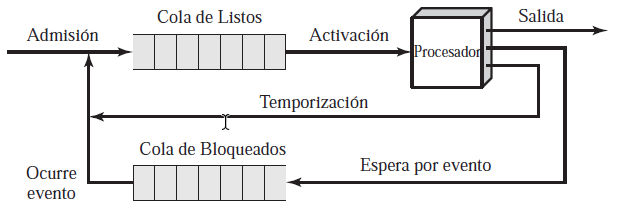 Cola de Listos
Salida
Admisión
Activación
Procesador
Temporización
Cola de Bloqueados
Espera por evento
Ocurre
evento